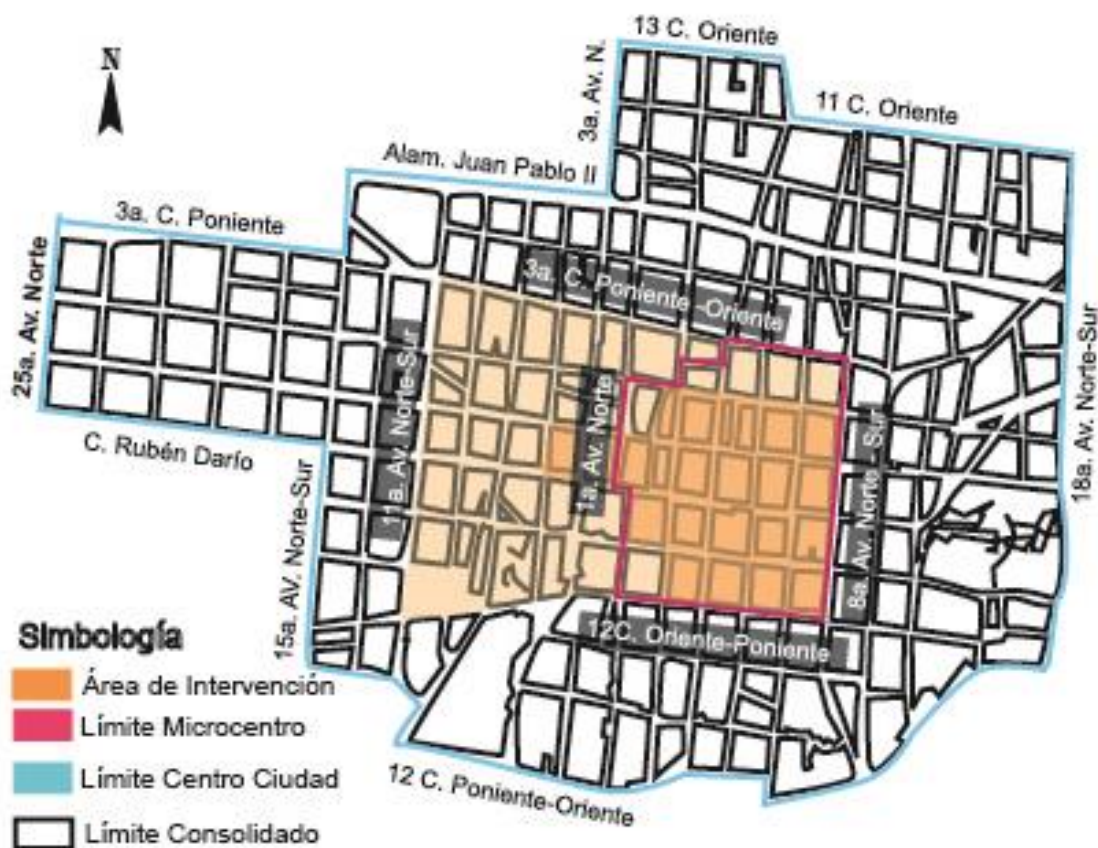 13 C. Oriente
N
3a. Av. N.
11 C. Oriente
Alam. Juan Pablo II
3a. C. Poniente
25a. Av. Norte
3a. C. Poniente -Oriente
11a. Av. Norte-Sur
1a. Av. Norte
18a. Av. Norte-Sur
C. Rubén Darío
8a. Av. Norte - Sur
15a. AV. Norte-Sur
12C. Oriente-Poniente
Simbología
Área de Intervención
Límite Microcentro
Límite Centro Ciudad
Límite Consolidado
12 C. Poniente-Oriente